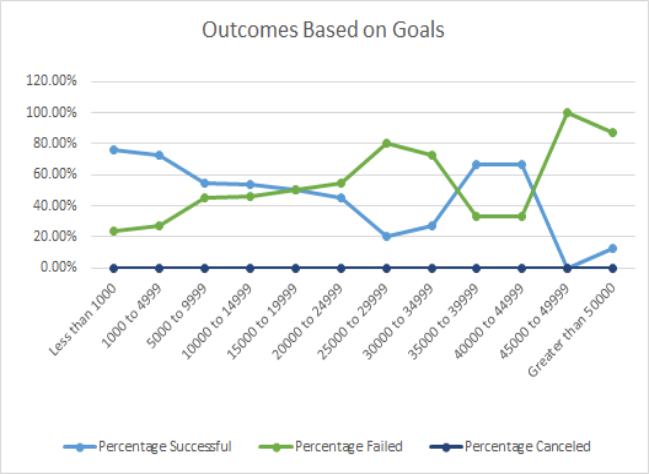 Outcomes Based on Goals
120.00%
100.00%
80.00%
60.00%
40.00%
20.00%
0.00%
Less than 1000
1000 to 4999
5000 to 9999
10000 to 14999
15000 to 19999
20000 to 24999
25000 to 29999
30000 to 34999
35000 to 39999
40000 to 44999
45000 to 49999
Greater than 50000
Percentage Successful Percentage Failed Percentage Canceled